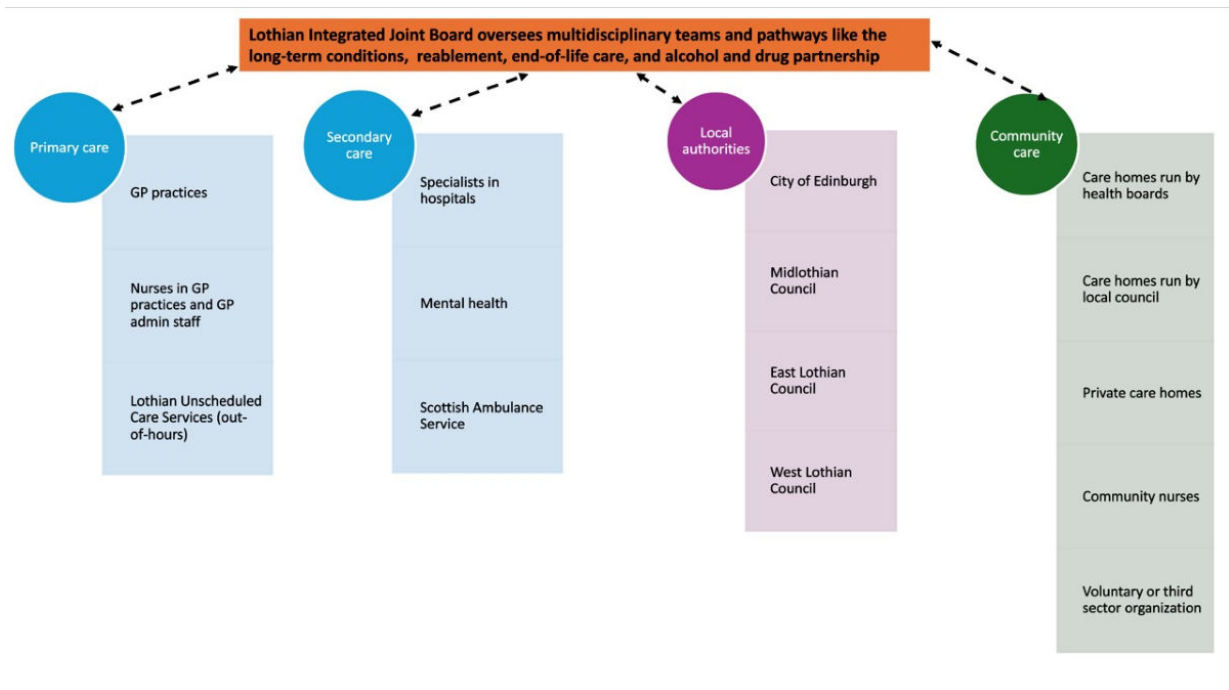 Lothian Integrated Joint Board oversees multidisciplinary teams and pathways like the
long-term conditions, reablement, end-of-life care, and alcohol and drug partnership
Primary care
GP practices
Nurses in GP
practices and GP
admin staff
Lothian Unscheduled
Care Services (out-
of-hours)
Secondary
care
Specialists in
hospitals
Mental health
Scottish Ambulance
Service
Local
authorities
City of Edinburgh
Midlothian
Council
East Lothian
Council
West Lothian
Council
Community
care
Care homes run by
health boards
Care homes run by
local council
Private care homes
Community nurses
Voluntary or third
sector organization